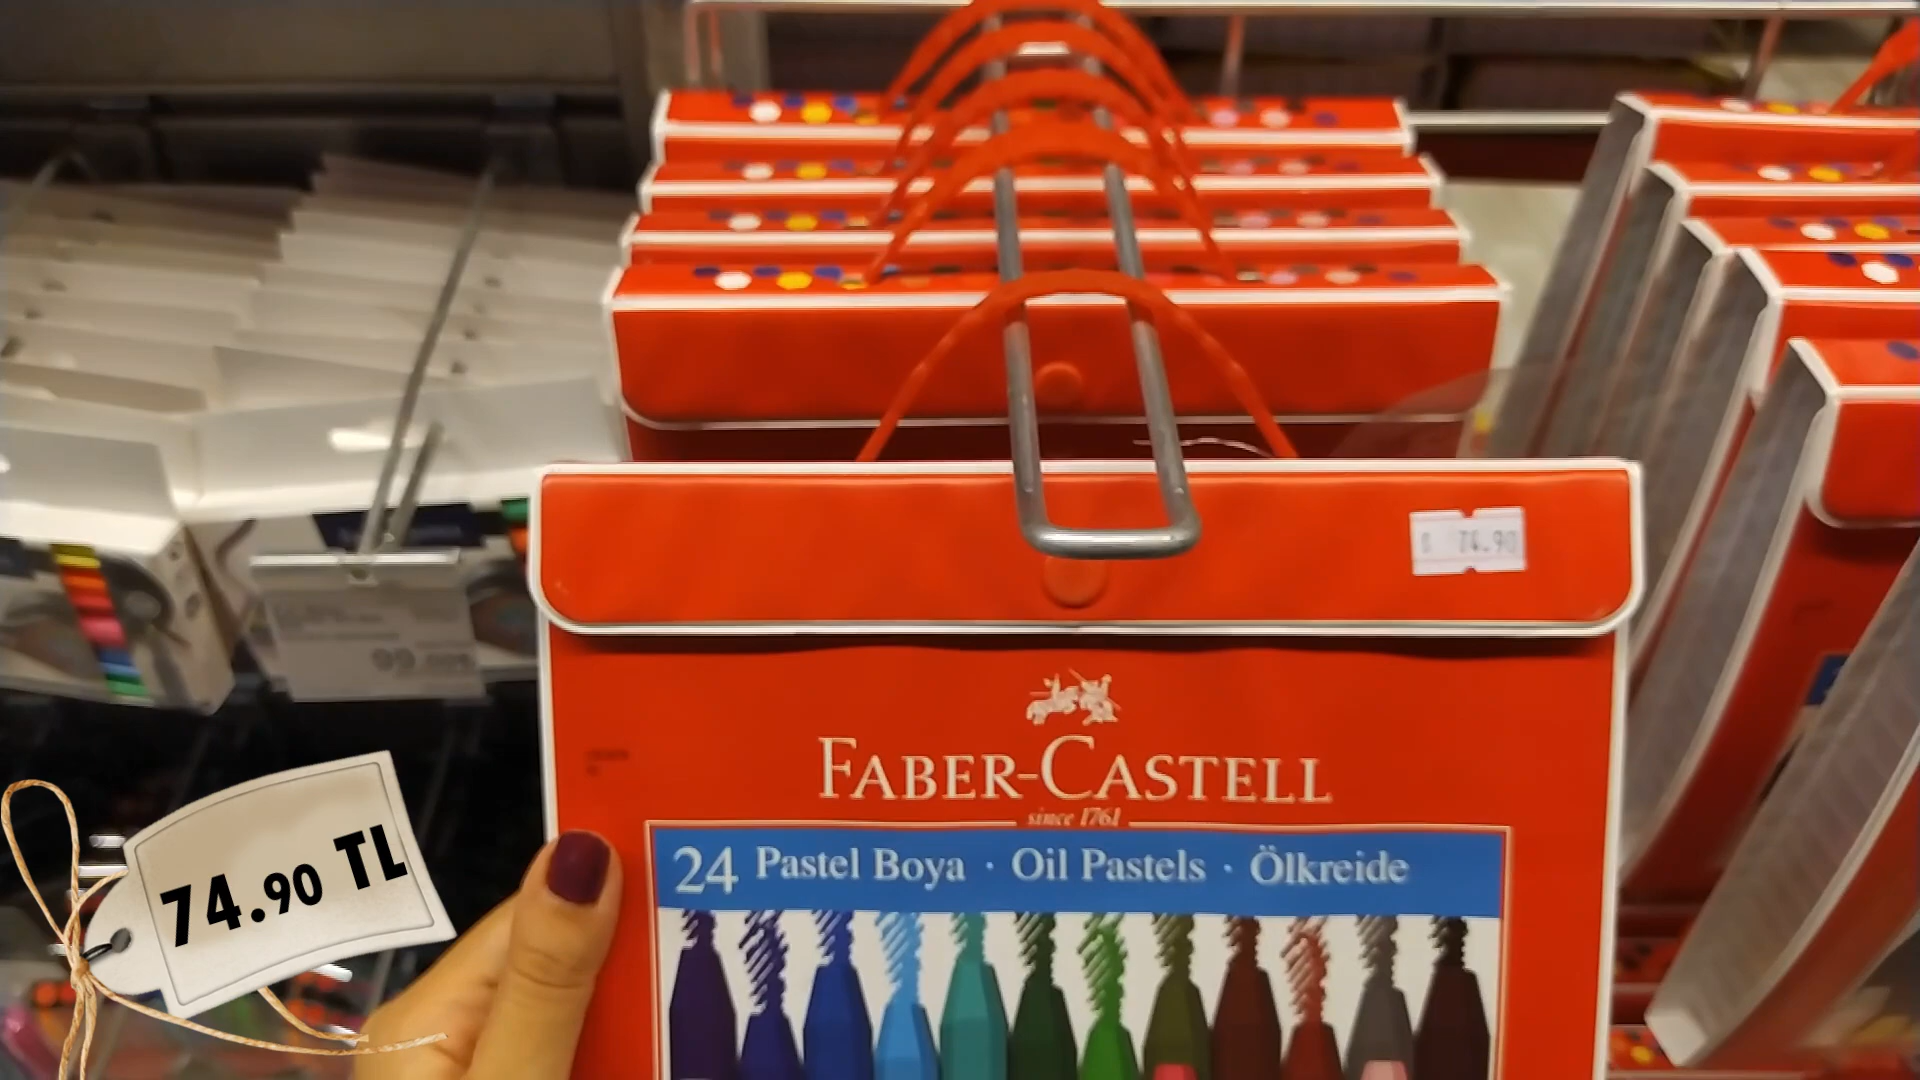 74.90
FABER-CASTELL
since 1761
24 Pastel Boya · Oil Pastels · Ölkreide
74.90 TL